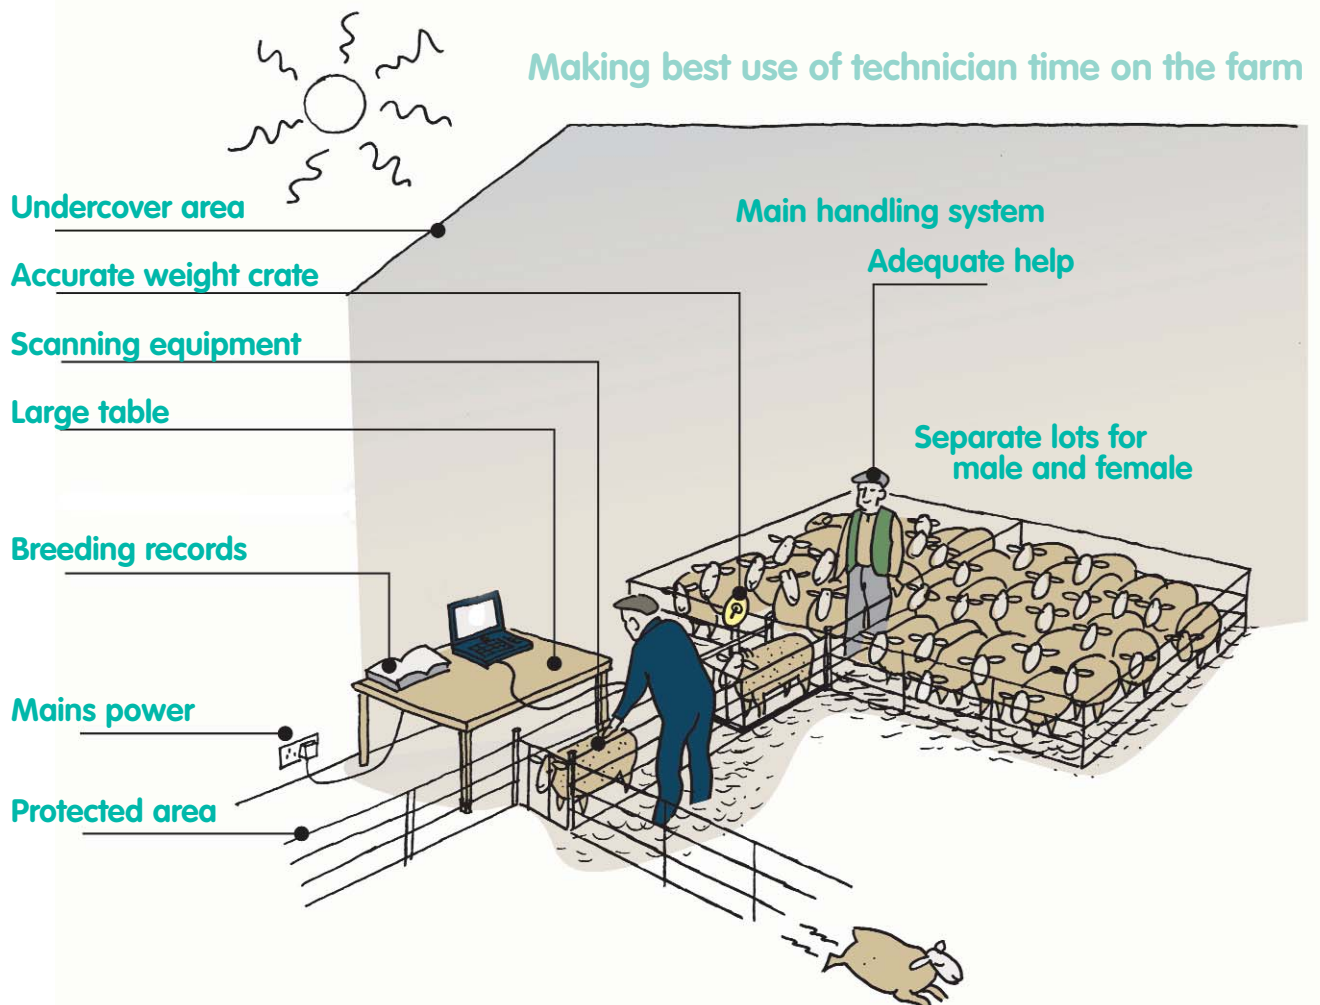 Making best use of technician time on the farm
Undercover area
Main handling system
Adequate help
Accurate weight crate
Scanning equipment
Large table
Separate lots for
male and female
Breeding records
Mains power
Protected area